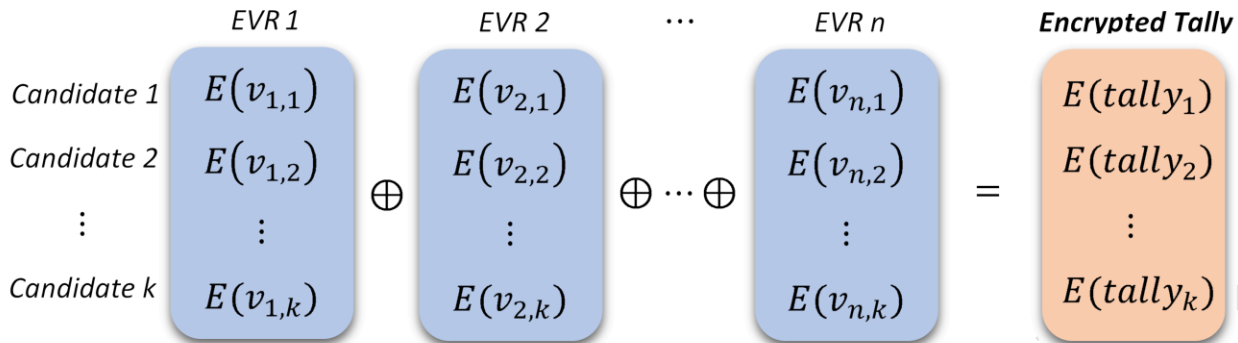 EVR 1 EVR 2 ⋯ EVR n Encrypted Tally
Candidate 1 E(v₁,₁) E(v₂,₁) E(vₙ,₁) E(tally₁)
Candidate 2 E(v₁,₂) E(v₂,₂) E(vₙ,₂) E(tally₂)
⊕ ⊕ ⋯ ⊕ =
⋮ ⋮ ⋮ ⋮ ⋮
Candidate k E(v₁,ₖ) E(v₂,ₖ) E(vₙ,ₖ) E(tallyₖ)